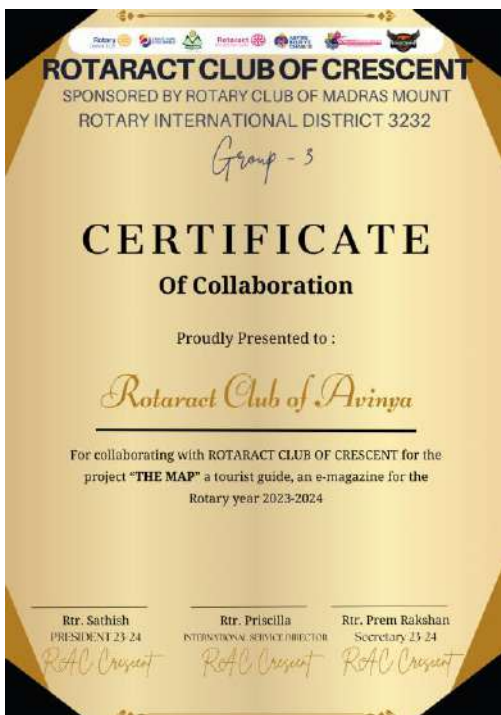 Rotary
Rotaract
ROTARACT CLUB OF CRESCENT
SPONSORED BY ROTARY CLUB OF MADRAS MOUNT
ROTARY INTERNATIONAL DISTRICT 3232
Group - 3
CERTIFICATE
Of Collaboration
Proudly Presented to :
Rotaract Club of Avinya
For collaborating with ROTARACT CLUB OF CRESCENT for the
project "THE MAP" a tourist guide, an e-magazine for the
Rotary year 2023-2024
Rtr. Sathish Rtr. Priscilla Rtr. Prem Rakshan
PRESIDENT 23-24 INTERNATIONAL SERVICE DIRECTOR Secretary 23-24
RAC Crescent RAC Crescent RAC Crescent